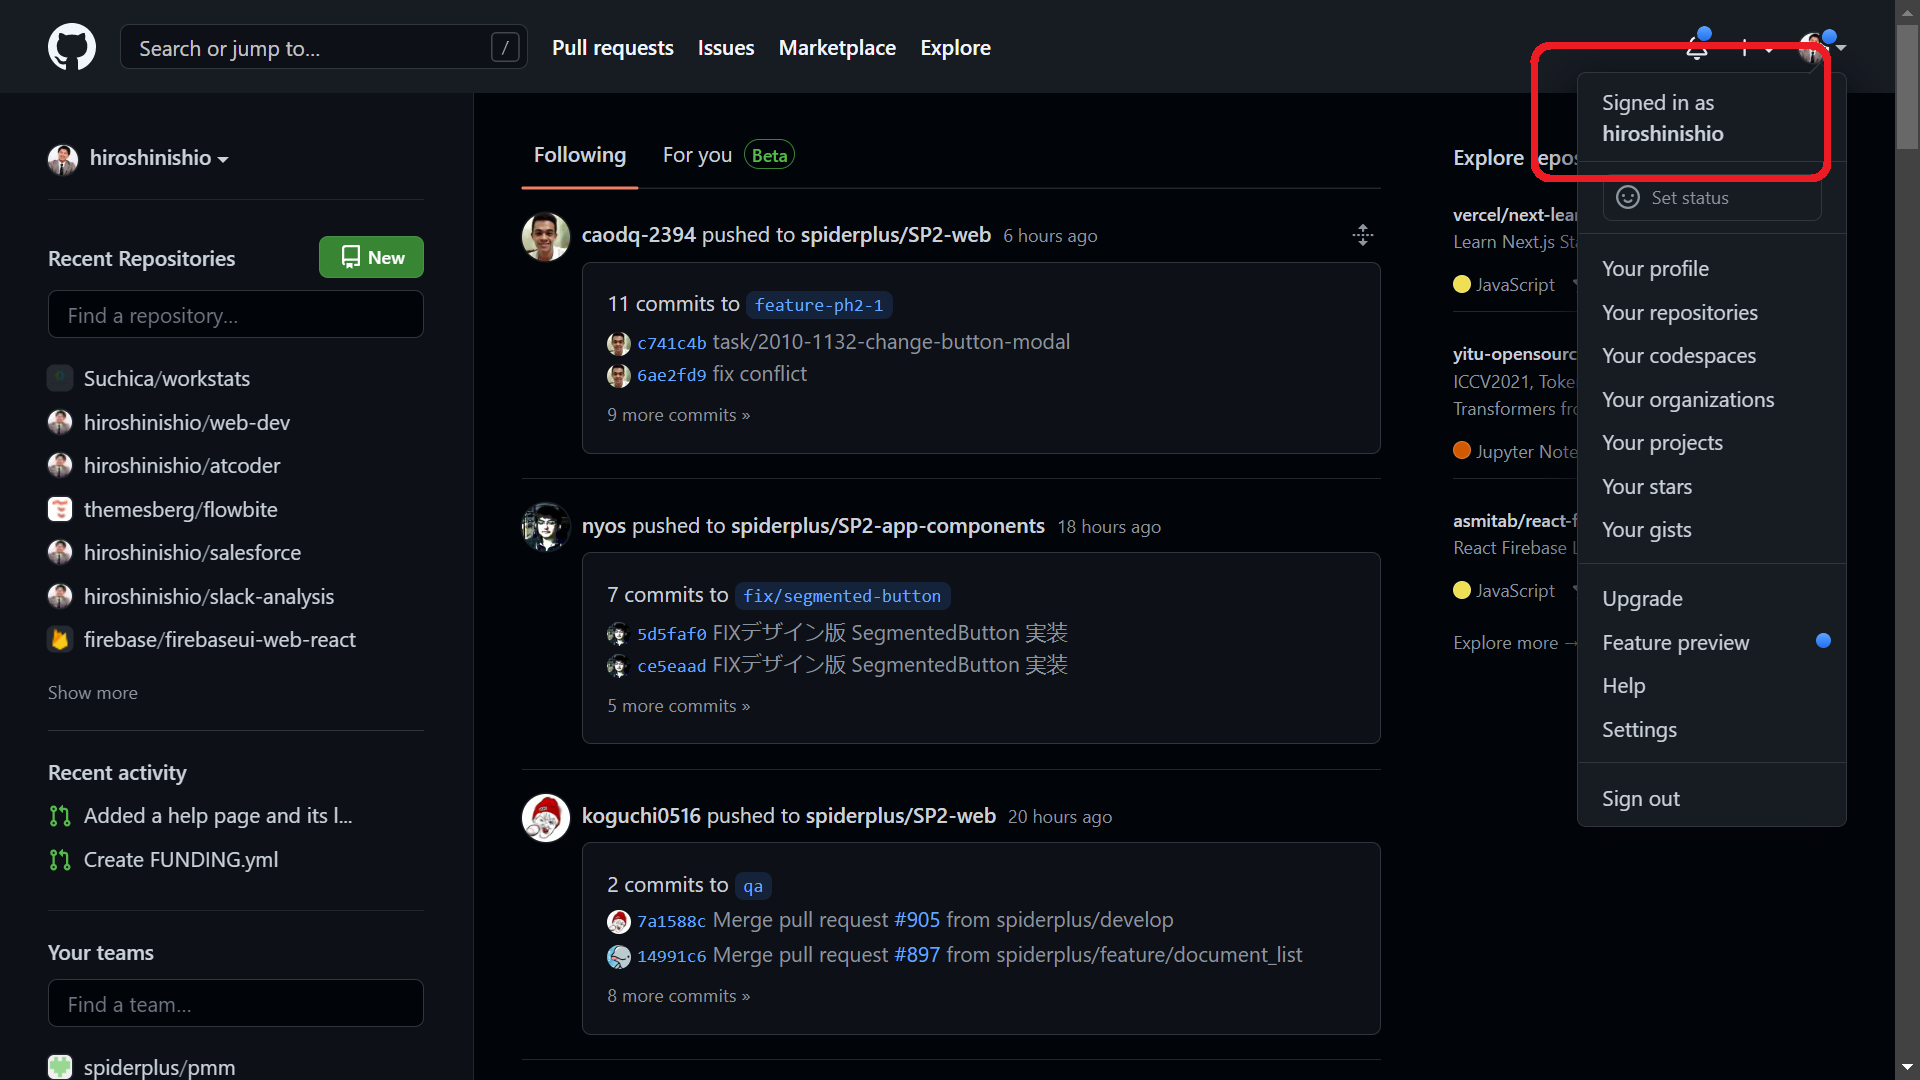 Search or jump to...
/
Pull requests
Issues
Marketplace
Explore
hiroshinishio
Recent Repositories
New
Find a repository...
Suchica/workstats
hiroshinishio/web-dev
hiroshinishio/atcoder
themesberg/flowbite
hiroshinishio/salesforce
hiroshinishio/slack-analysis
firebase/firebaseui-web-react
Show more
Recent activity
Added a help page and its l...
Create FUNDING.yml
Your teams
Find a team...
spiderplus/pmm
Following
For you
Beta
caodq-2394 pushed to spiderplus/SP2-web 6 hours ago
11 commits to feature-ph2-1
c741c4b task/2010-1132-change-button-modal
6ae2fd9 fix conflict
9 more commits »
nyos pushed to spiderplus/SP2-app-components 18 hours ago
7 commits to fix/segmented-button
5d5faf0 FIXデザイン版 SegmentedButton 実装
ce5eaad FIXデザイン版 SegmentedButton 実装
5 more commits »
koguchi0516 pushed to spiderplus/SP2-web 20 hours ago
2 commits to qa
7a1588c Merge pull request #905 from spiderplus/develop
14991c6 Merge pull request #897 from spiderplus/feature/document_list
8 more commits »
Explore
vercel/next-lear
Learn Next.js
JavaScript
yitu-opensourc
ICCV2021, Toke
Transformers
Jupyter Note
asmitab/react-f
React Firebase
JavaScript
Explore more →
Signed in as
hiroshinishio
Set status
Your profile
Your repositories
Your codespaces
Your organizations
Your projects
Your stars
Your gists
Upgrade
Feature preview
Help
Settings
Sign out